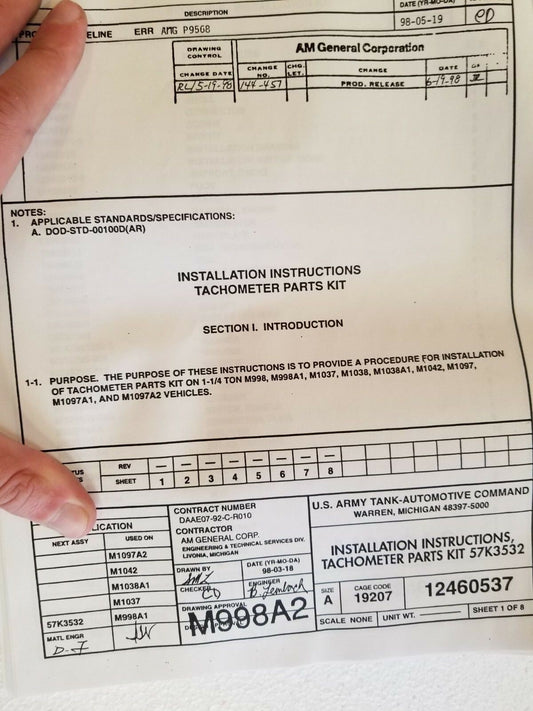 DESCRIPTION
DATE (YR-MO-DA)
ELINE ERR AMG P9568
98-05-19
DRAWING CONTROL
AM General Corporation
CHANGE DATE
CHANGE NO.
CHG. LET.
CHANGE
DATE
RL/5-19-98
144-457
PROD. RELEASE
6-19-98
NOTES:
1. APPLICABLE STANDARDS/SPECIFICATIONS:
A. DOD-STD-00100D(AR)
INSTALLATION INSTRUCTIONS
TACHOMETER PARTS KIT
SECTION I. INTRODUCTION
1-1. PURPOSE. THE PURPOSE OF THESE INSTRUCTIONS IS TO PROVIDE A PROCEDURE FOR INSTALLATION
OF TACHOMETER PARTS KIT ON 1-1/4 TON M998, M998A1, M1037, M1038, M1038A1, M1042, M1097,
M1097A1, AND M1097A2 VEHICLES.
REV — — — — — — — —
SHEET 1 2 3 4 5 6 7 8
LICATION
NEXT ASSY
USED ON
M1097A2
M1042
M1038A1
M1037
57K3532 M998A1
MATL ENGR
CONTRACT NUMBER
DAAE07-92-C-R010
CONTRACTOR
AM GENERAL CORP.
ENGINEERING & TECHNICAL SERVICES DIV.
LIVONIA, MICHIGAN
DRAWN BY
DATE (YR-MO-DA)
98-03-18
CHECKER
ENGINEER
DRAWING APPROVAL
M998A2
U.S. ARMY TANK-AUTOMOTIVE COMMAND
WARREN, MICHIGAN 48397-5000
INSTALLATION INSTRUCTIONS,
TACHOMETER PARTS KIT 57K3532
SIZE
A
CAGE CODE
19207
12460537
SCALE NONE
UNIT WT.
SHEET 1 OF 8